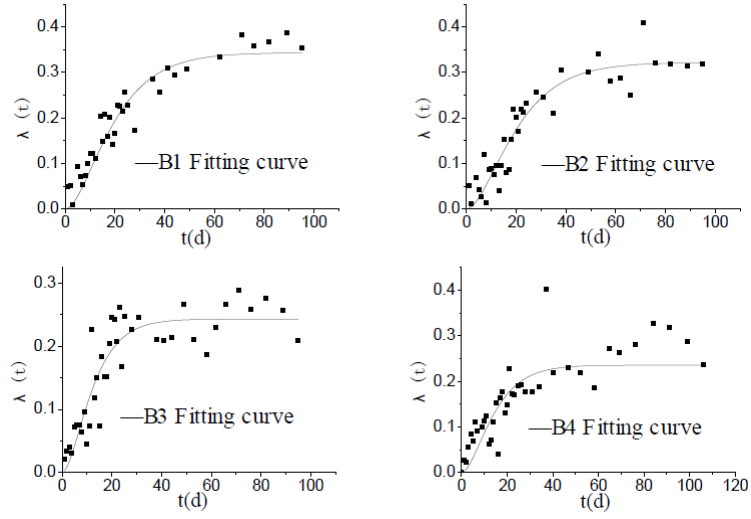 0.4
0.3
0.2
0.1
0.0
λ (t)
B1 Fitting curve
0 20 40 60 80 100
t(d)
0.4
0.3
0.2
0.1
0.0
λ (t)
B2 Fitting curve
0 20 40 60 80 100
t(d)
0.3
0.2
0.1
0.0
λ (t)
B3 Fitting curve
0 20 40 60 80 100
t(d)
0.4
0.3
0.2
0.1
0.0
λ (t)
B4 Fitting curve
0 20 40 60 80 100 120
t(d)